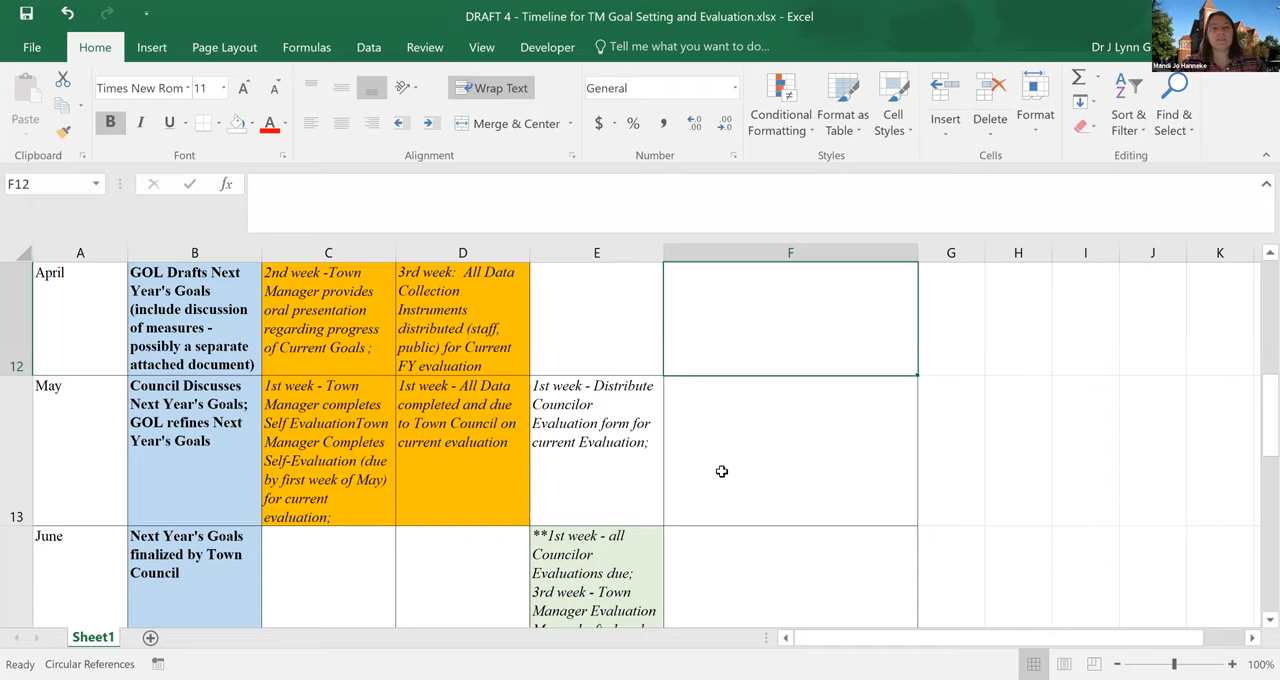 DRAFT 4 - Timeline for TM Goal Setting and Evaluation.xlsx - Excel
Mandi Jo Hanneke
File
Home
Insert
Page Layout
Formulas
Data
Review
View
Developer
Tell me what you want to do...
Dr J Lynn G
Paste
Times New Rom
11
A
A
B
I
U
A
Wrap Text
Merge & Center
General
$
%
Conditional
Formatting
Format as
Table
Cell
Styles
Insert
Delete
Format
Sort &
Filter
Find &
Select
Clipboard
Font
Alignment
Number
Styles
Cells
Editing
F12
fx
A
B
C
D
E
F
G
H
I
J
K
12
April
GOL Drafts Next
Year's Goals
(include discussion
of measures -
possibly a separate
attached document)
2nd week -Town
Manager provides
oral presentation
regarding progress
of Current Goals ;
3rd week: All Data
Collection
Instruments
distributed (staff,
public) for Current
FY evaluation
13
May
Council Discusses
Next Year's Goals;
GOL refines Next
Year's Goals
1st week - Town
Manager completes
Self EvaluationTown
Manager Completes
Self-Evaluation (due
by first week of May)
for current
evaluation;
1st week - All Data
completed and due
to Town Council on
current evaluation
1st week - Distribute
Councilor
Evaluation form for
current Evaluation;
June
Next Year's Goals
finalized by Town
Council
**1st week - all
Councilor
Evaluations due;
3rd week - Town
Manager Evaluation
Sheet1
Ready
Circular References
100%